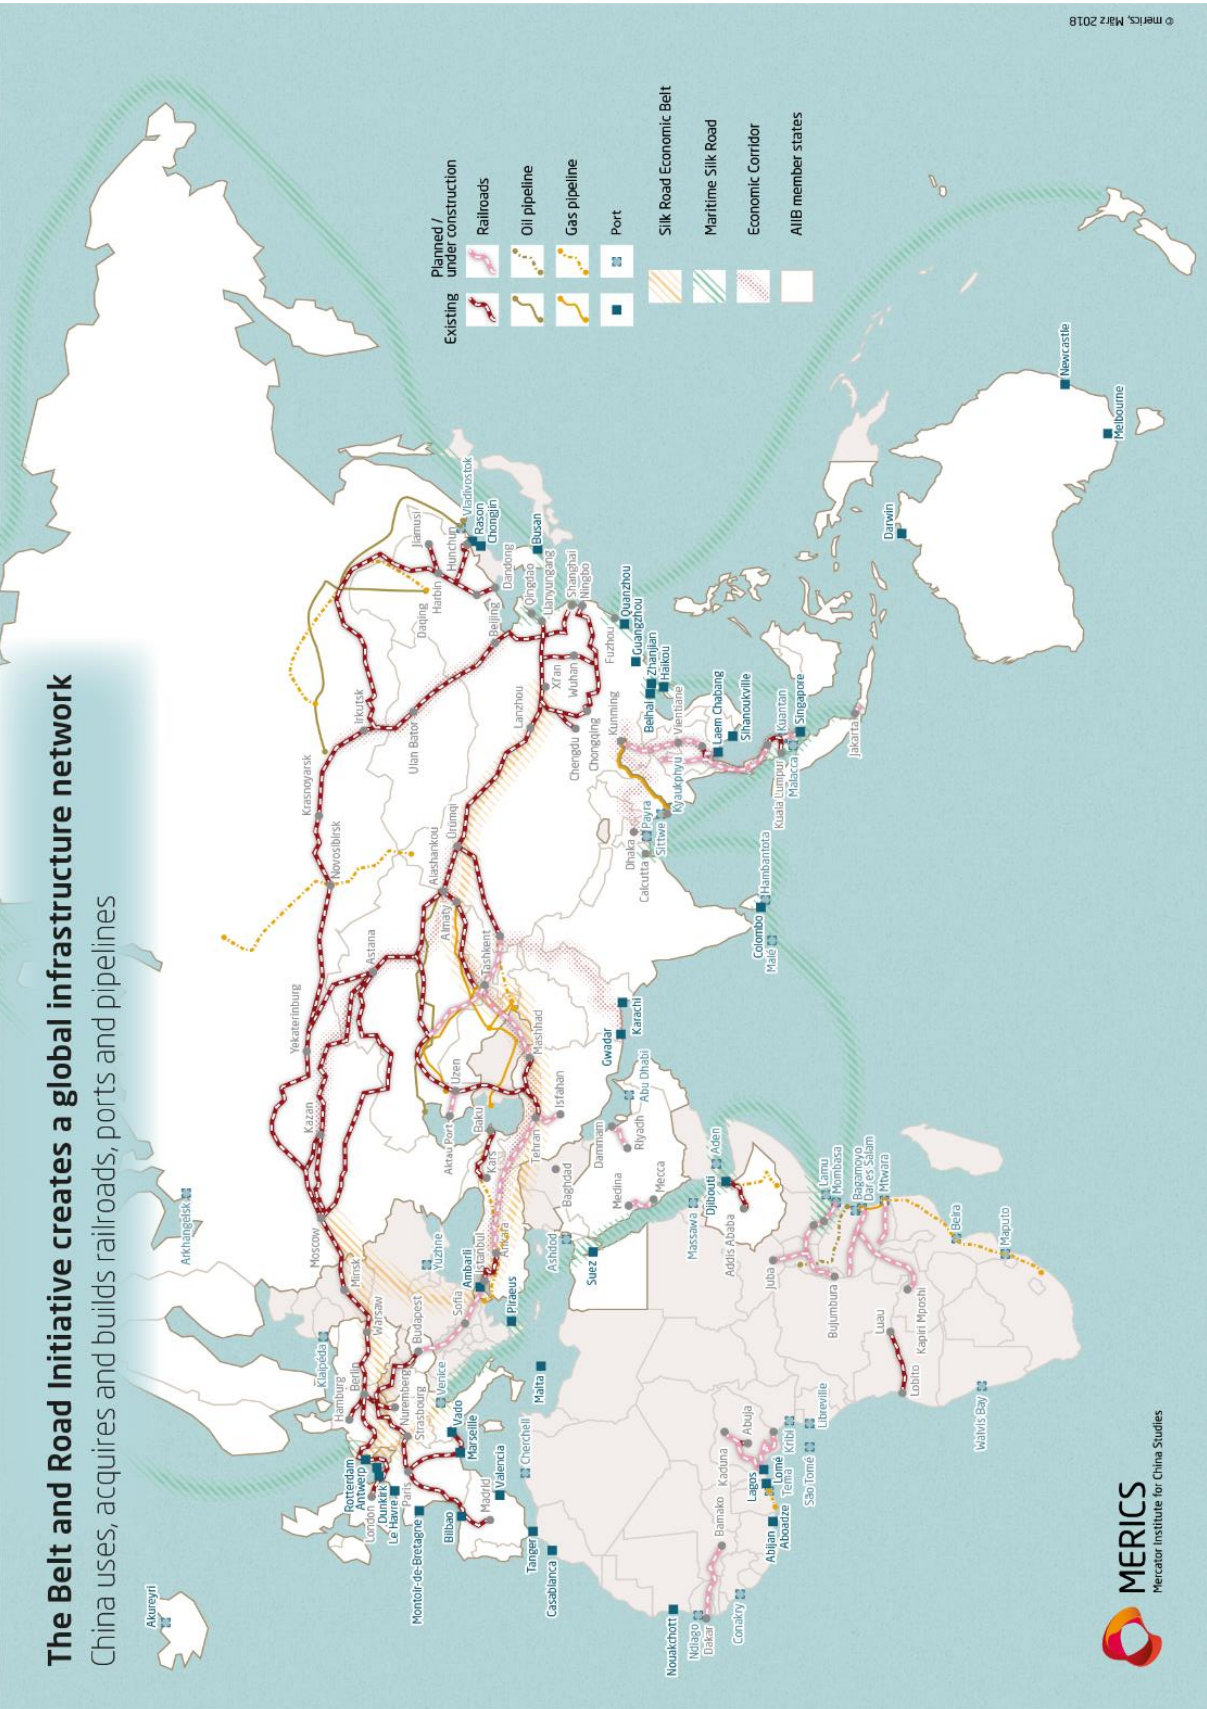 The Belt and Road Initiative creates a global infrastructure network
China uses, acquires and builds railroads, ports and pipelines
Existing
Planned /
under construction
Railroads
Oil pipeline
Gas pipeline
Port
Silk Road Economic Belt
Maritime Silk Road
Economic Corridor
AIIB member states
Akureyri
Arkhangelsk
Klaipėda
Hamburg
Berlin
Rotterdam
Antwerp
London
Dunkirk
Le Havre
Paris
Montoir-de-Bretagne
Nuremberg
Strasbourg
Bilbao
Madrid
Valencia
Marseille
Vado
Venice
Warsaw
Minsk
Moscow
Budapest
Sofia
Yuzhne
Ambarli
Istanbul
Ankara
Piraeus
Malta
Cherchell
Tanger
Casablanca
Kazan
Yekaterinburg
Astana
Novosibirsk
Krasnoyarsk
Irkutsk
Ulan Bator
Alashankou
Almaty
Ürümqi
Tashkent
Uzen
Aktau Port
Baku
Kars
Tehran
Mashhad
Isfahan
Baghdad
Ashdod
Suez
Medina
Mecca
Dammam
Riyadh
Abu Dhabi
Gwadar
Karachi
Lanzhou
Xi'an
Wuhan
Chengdu
Chongqing
Kunming
Beijing
Daqing
Harbin
Jiamusi
Hunchun
Vladivostok
Rason
Chongjin
Dandong
Qingdao
Lianyungang
Busan
Shanghai
Ningbo
Fuzhou
Quanzhou
Guangzhou
Zhanjian
Beihai
Haikou
Vientiane
Laem Chabang
Sihanoukville
Kuantan
Kuala Lumpur
Malacca
Singapore
Jakarta
Dhaka
Calcutta
Payra
Sittwe
Kyaukphyu
Colombo
Hambantota
Malé
Darwin
Newcastle
Melbourne
Massawa
Aden
Djibouti
Addis Ababa
Juba
Lamu
Mombasa
Bagamoyo
Dar es Salam
Mtwara
Bujumbura
Beira
Maputo
Luau
Kapiri Mposhi
Lobito
Walvis Bay
Libreville
São Tomé
Kribi
Abuja
Kaduna
Lagos
Lomé
Tema
Abijan
Aboadze
Bamako
Nouakchott
Ndiago
Dakar
Conakry
MERICS
Mercator Institute for China Studies
© merics, März 2018